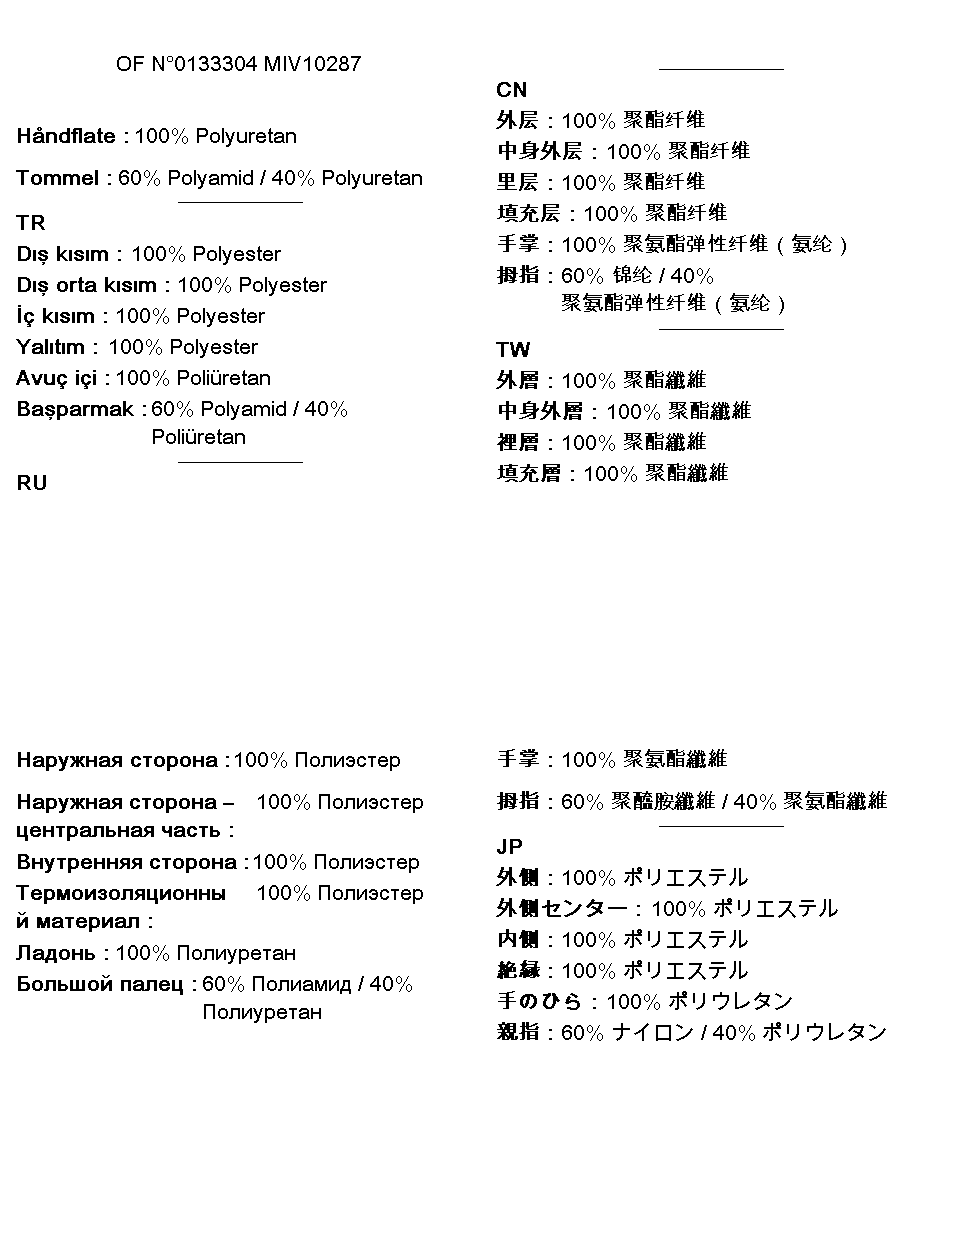 OF N°0133304 MIV10287
Håndflate : 100% Polyuretan
Tommel : 60% Polyamid / 40% Polyuretan
TR
Dış kısım : 100% Polyester
Dış orta kısım : 100% Polyester
İç kısım : 100% Polyester
Yalıtım : 100% Polyester
Avuç içi : 100% Poliüretan
Başparmak : 60% Polyamid / 40%
Poliüretan
RU
CN
外层 : 100% 聚酯纤维
中身外层 : 100% 聚酯纤维
里层 : 100% 聚酯纤维
填充层 : 100% 聚酯纤维
手掌 : 100% 聚氨酯弹性纤维（氨纶）
拇指 : 60% 锦纶 / 40%
聚氨酯弹性纤维（氨纶）
TW
外層 : 100% 聚酯纖維
中身外層 : 100% 聚酯纖維
裡層 : 100% 聚酯纖維
填充層 : 100% 聚酯纖維
Наружная сторона : 100% Полиэстер
Наружная сторона – 100% Полиэстер
центральная часть :
Внутренняя сторона : 100% Полиэстер
Термоизоляционны 100% Полиэстер
й материал :
Ладонь : 100% Полиуретан
Большой палец : 60% Полиамид / 40%
Полиуретан
手掌 : 100% 聚氨酯纖維
拇指 : 60% 聚醯胺纖維 / 40% 聚氨酯纖維
JP
外側 : 100% ポリエステル
外側センター : 100% ポリエステル
内側 : 100% ポリエステル
絶縁 : 100% ポリエステル
手のひら : 100% ポリウレタン
親指 : 60% ナイロン / 40% ポリウレタン